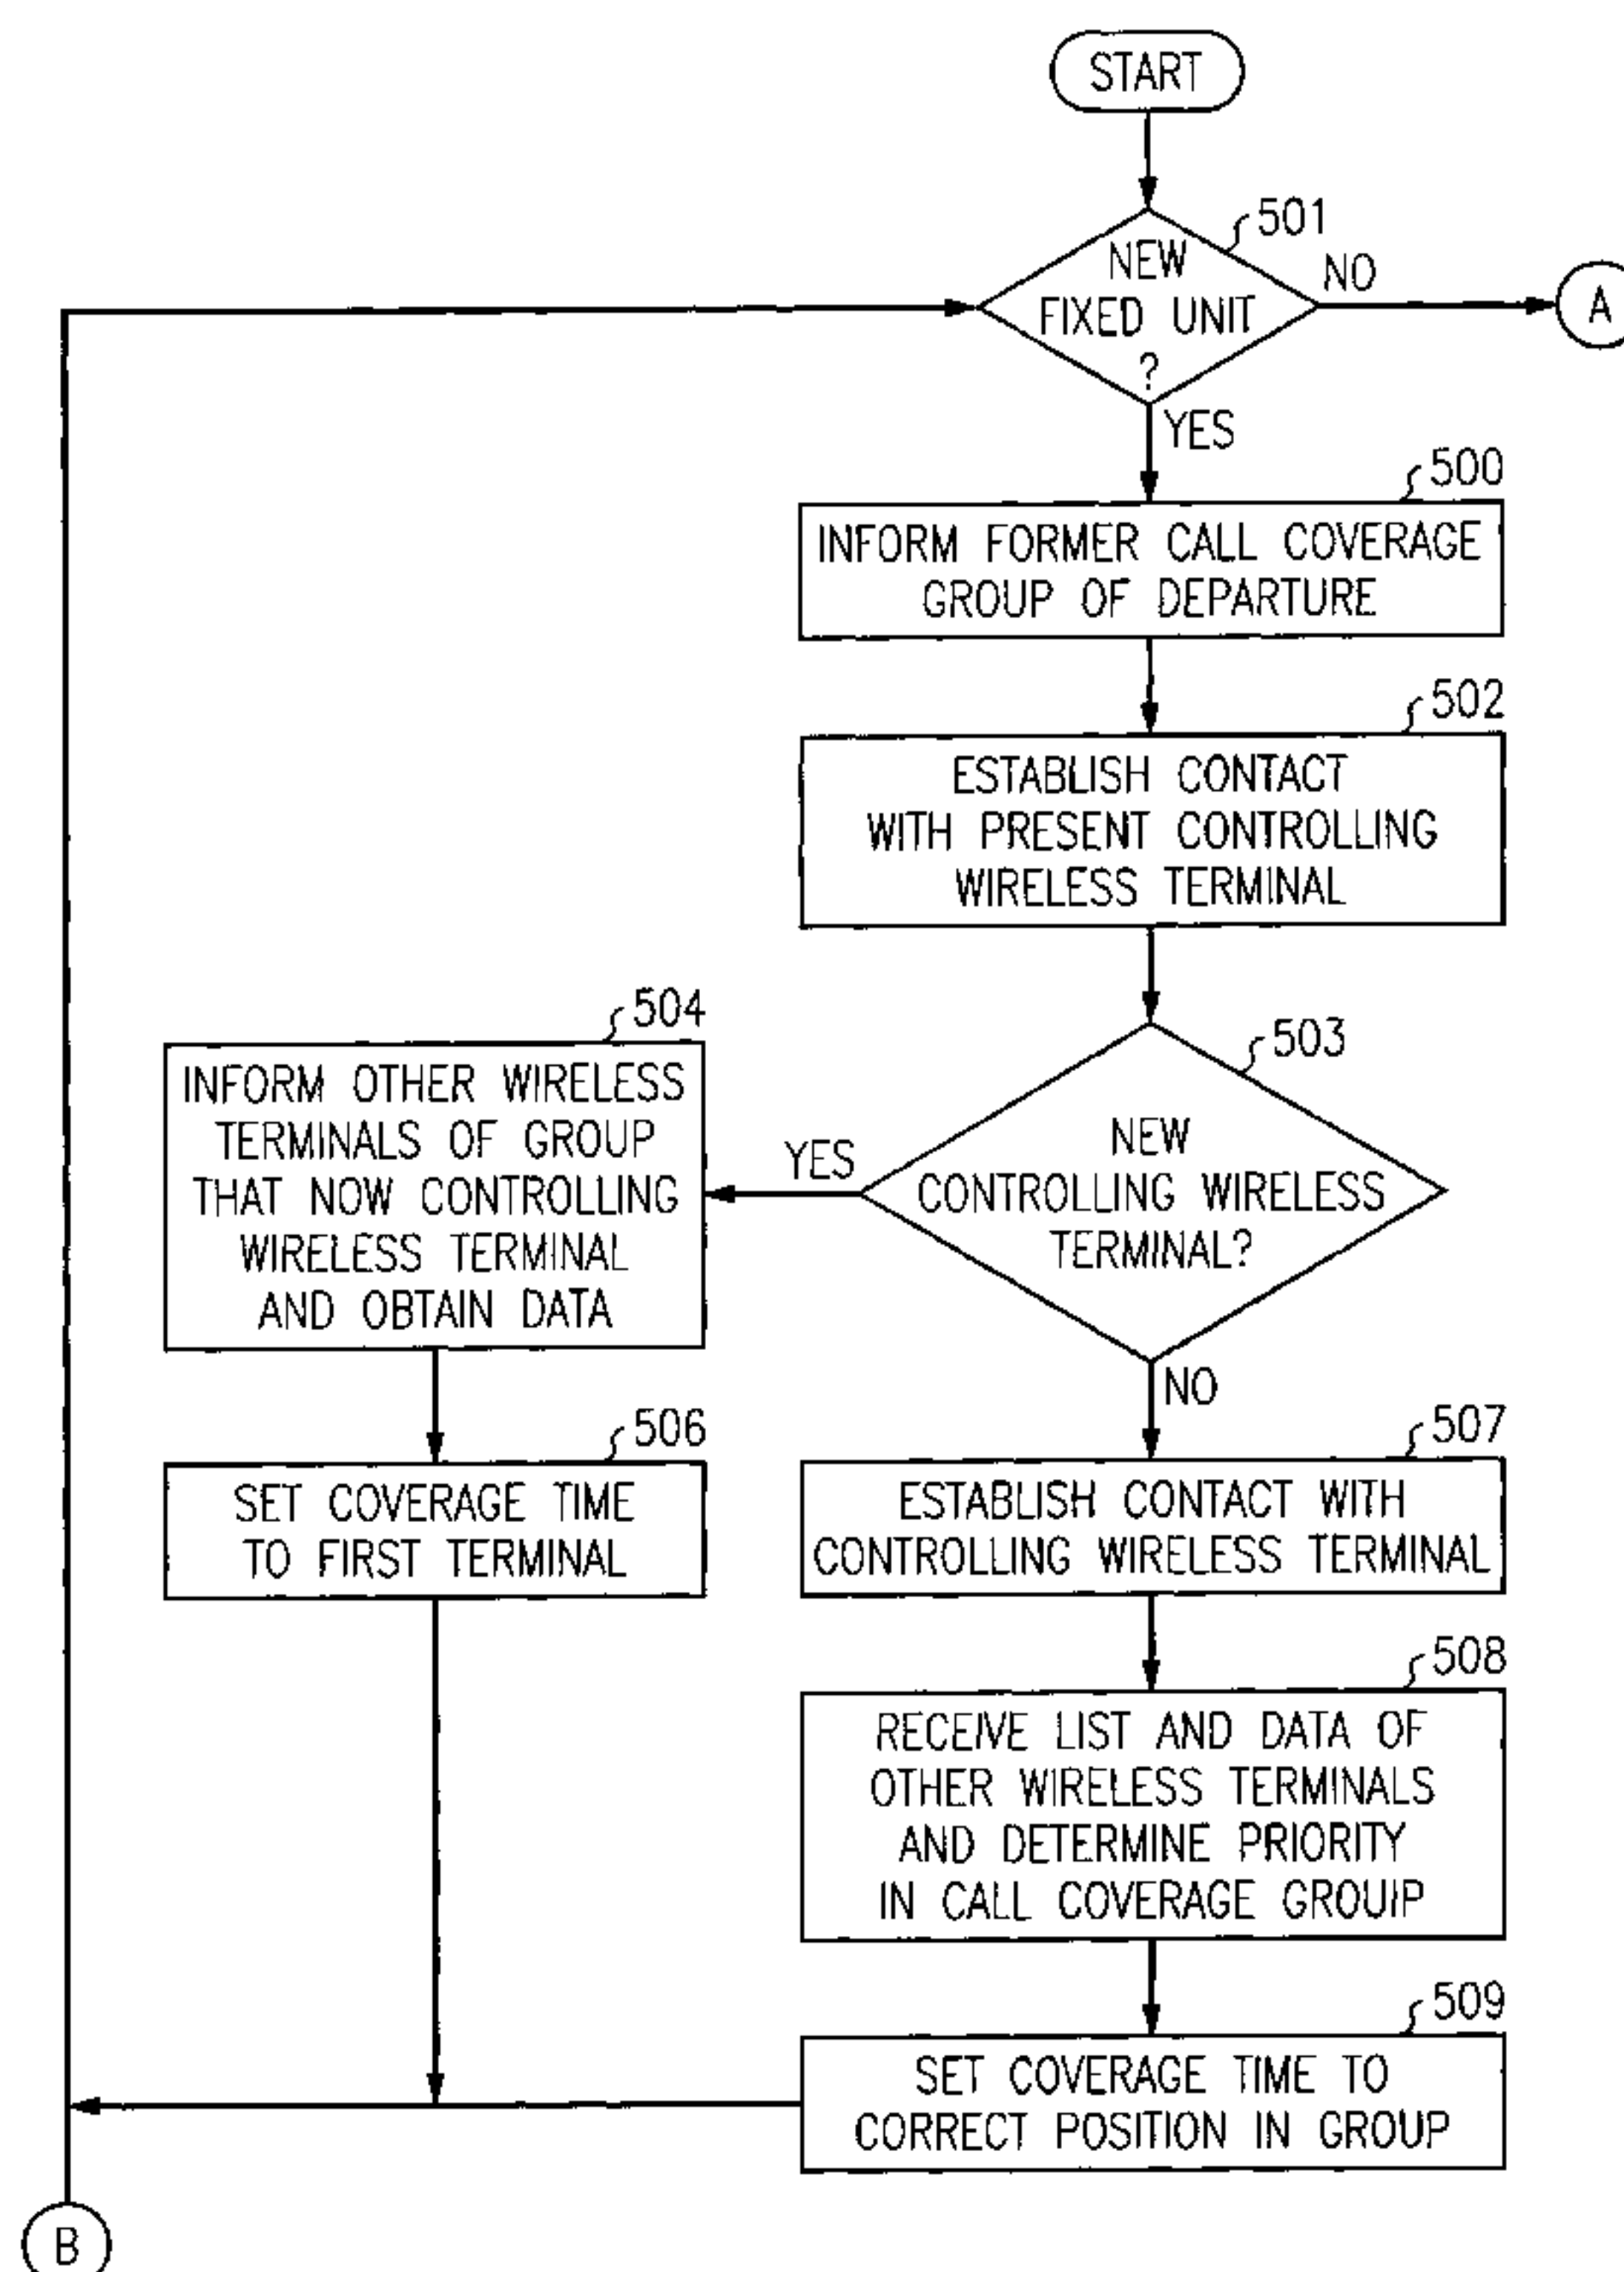 START
501
NEW
FIXED UNIT
?
NO
A
YES
500
INFORM FORMER CALL COVERAGE
GROUP OF DEPARTURE
502
ESTABLISH CONTACT
WITH PRESENT CONTROLLING
WIRELESS TERMINAL
503
NEW
CONTROLLING WIRELESS
TERMINAL?
YES
504
INFORM OTHER WIRELESS
TERMINALS OF GROUP
THAT NOW CONTROLLING
WIRELESS TERMINAL
AND OBTAIN DATA
506
SET COVERAGE TIME
TO FIRST TERMINAL
NO
507
ESTABLISH CONTACT WITH
CONTROLLING WIRELESS TERMINAL
508
RECEIVE LIST AND DATA OF
OTHER WIRELESS TERMINALS
AND DETERMINE PRIORITY
IN CALL COVERAGE GROUIP
509
SET COVERAGE TIME TO
CORRECT POSITION IN GROUP
B